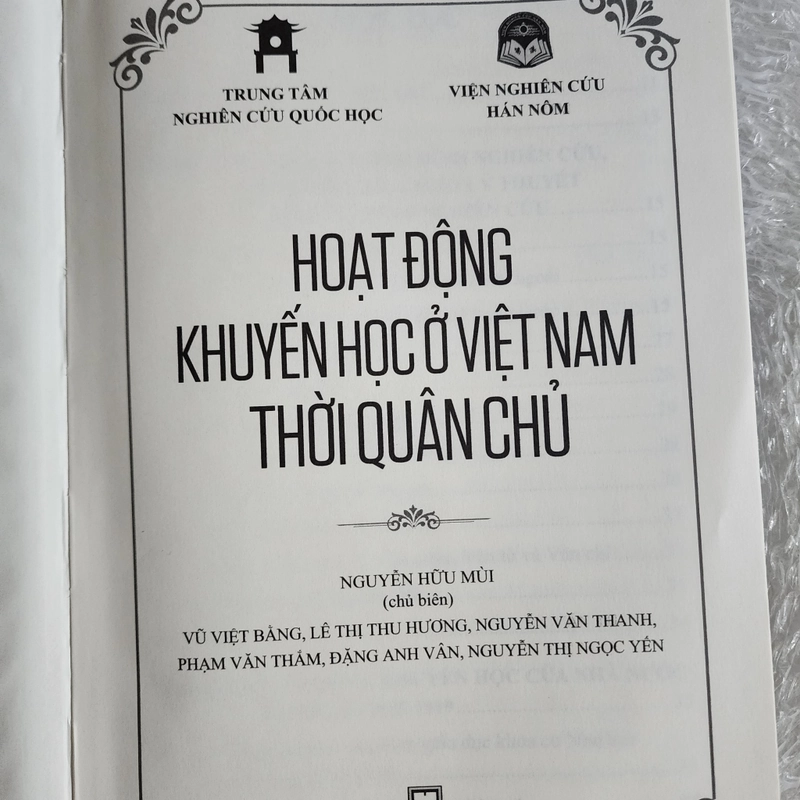 TRUNG TÂM
NGHIÊN CỨU QUỐC HỌC
VIỆN NGHIÊN CỨU
HÁN NÔM
HOẠT ĐỘNG
KHUYẾN HỌC Ở VIỆT NAM
THỜI QUÂN CHỦ
NGUYỄN HỮU MÙI
(chủ biên)
VŨ VIỆT BẰNG, LÊ THỊ THU HƯƠNG, NGUYỄN VĂN THANH,
PHẠM VĂN THẮM, ĐẶNG ANH VÂN, NGUYỄN THỊ NGỌC YẾN